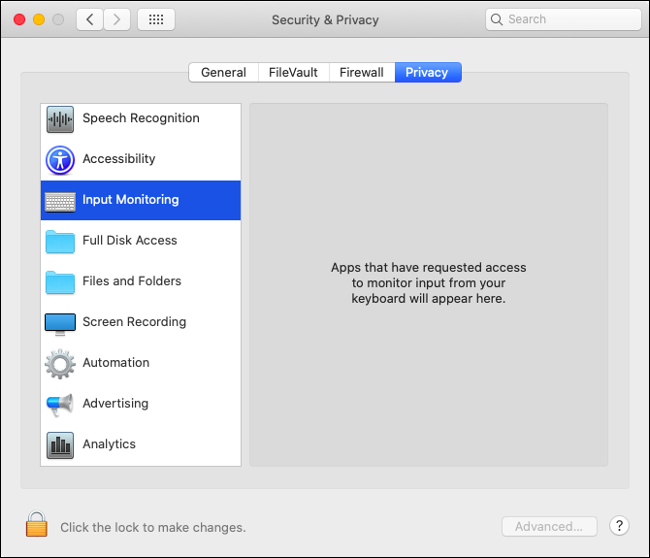 Security & Privacy
Search
General
FileVault
Firewall
Privacy
Speech Recognition
Accessibility
Input Monitoring
Full Disk Access
Files and Folders
Screen Recording
Automation
Advertising
Analytics
Apps that have requested access
to monitor input from your
keyboard will appear here.
Click the lock to make changes.
Advanced...
?